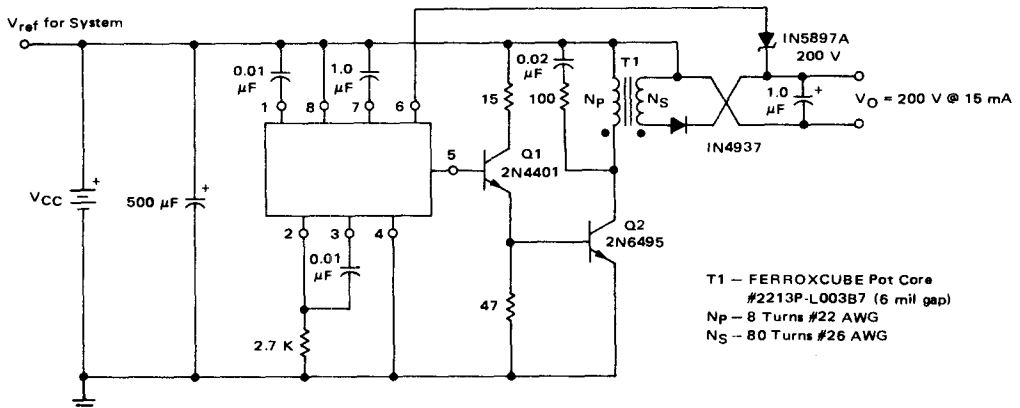 Vref for System
0.01
μF
1.0
μF
1
8
7
6
15
0.02
μF
100
T1
NP
NS
IN5897A
200 V
1.0
μF
+
VO = 200 V @ 15 mA
IN4937
5
Q1
2N4401
Q2
2N6495
VCC
+
500 μF
+
2
3
4
0.01
μF
2.7 K
47
T1 – FERROXCUBE Pot Core
#2213P-L003B7 (6 mil gap)
NP – 8 Turns #22 AWG
NS – 80 Turns #26 AWG